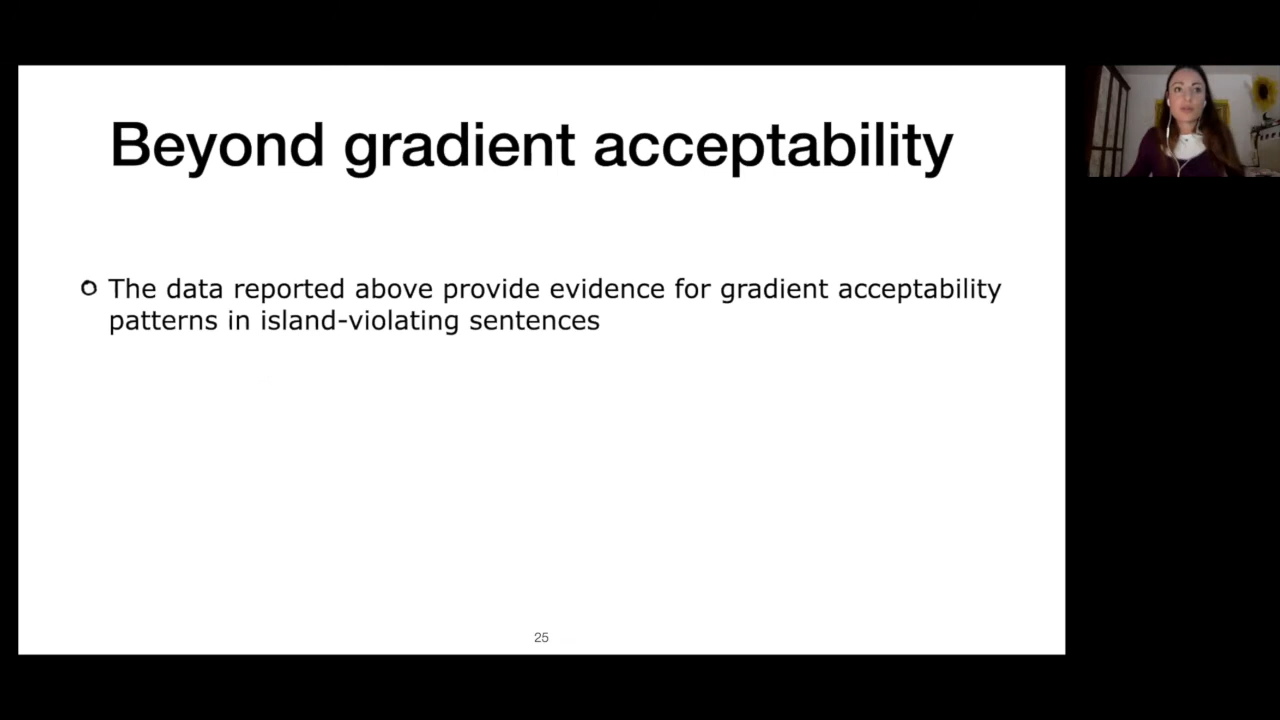 Beyond gradient acceptability
The data reported above provide evidence for gradient acceptability
patterns in island-violating sentences
25